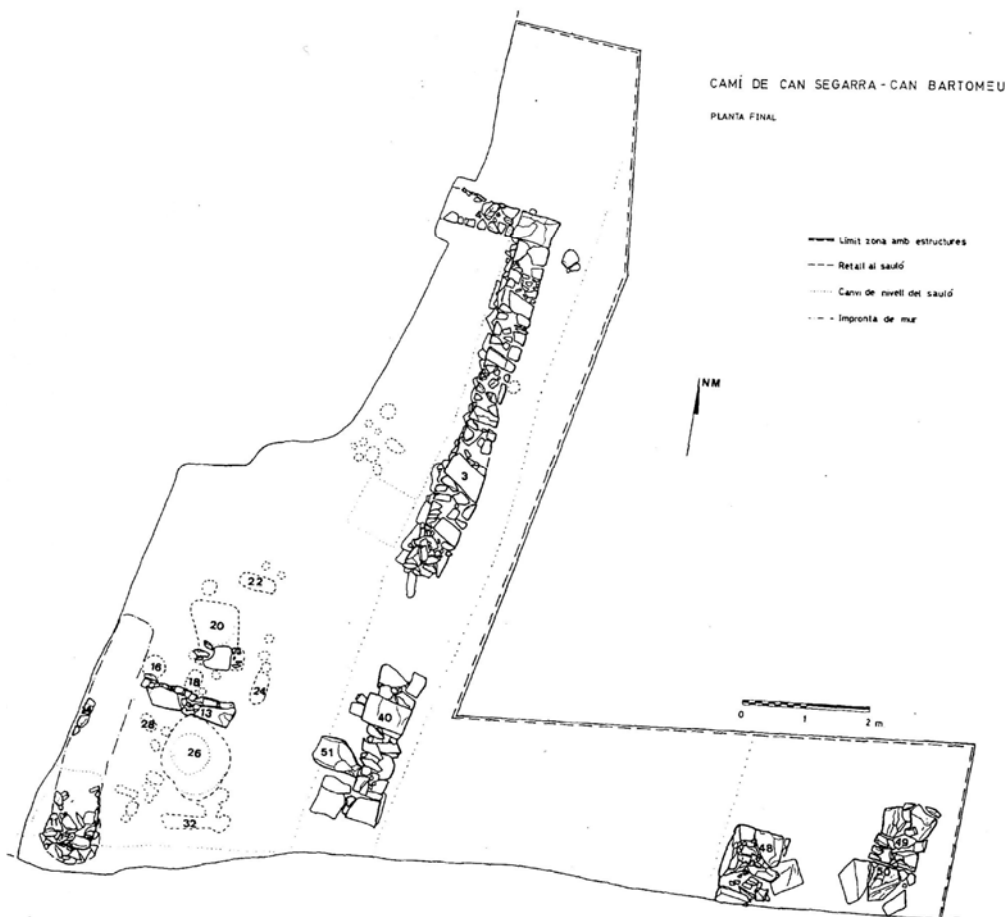 CAMÍ DE CAN SEGARRA - CAN BARTOMEU
PLANTA FINAL
Límit zona amb estructures
Retall al sauló
Canvi de nivell del sauló
Impronta de mur
NM
3
22
20
16
18
24
13
28
26
32
40
51
0 1 2 m
48
49